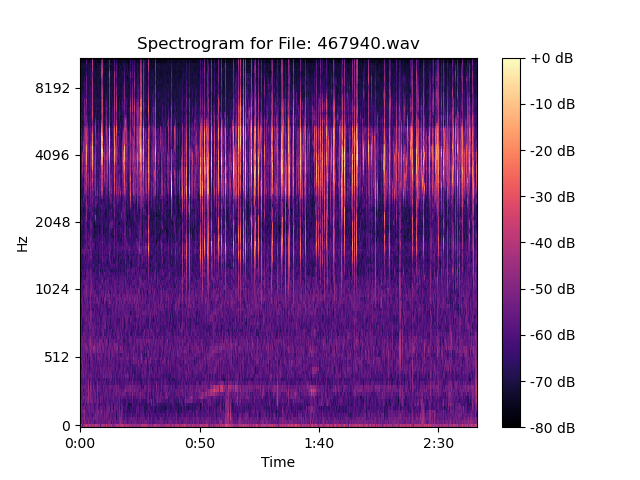 Spectrogram for File: 467940.wav
+0 dB
8192
-10 dB
4096
-20 dB
-30 dB
2048
Hz
-40 dB
1024
-50 dB
512
-60 dB
-70 dB
0
-80 dB
0:00
0:50
1:40
2:30
Time